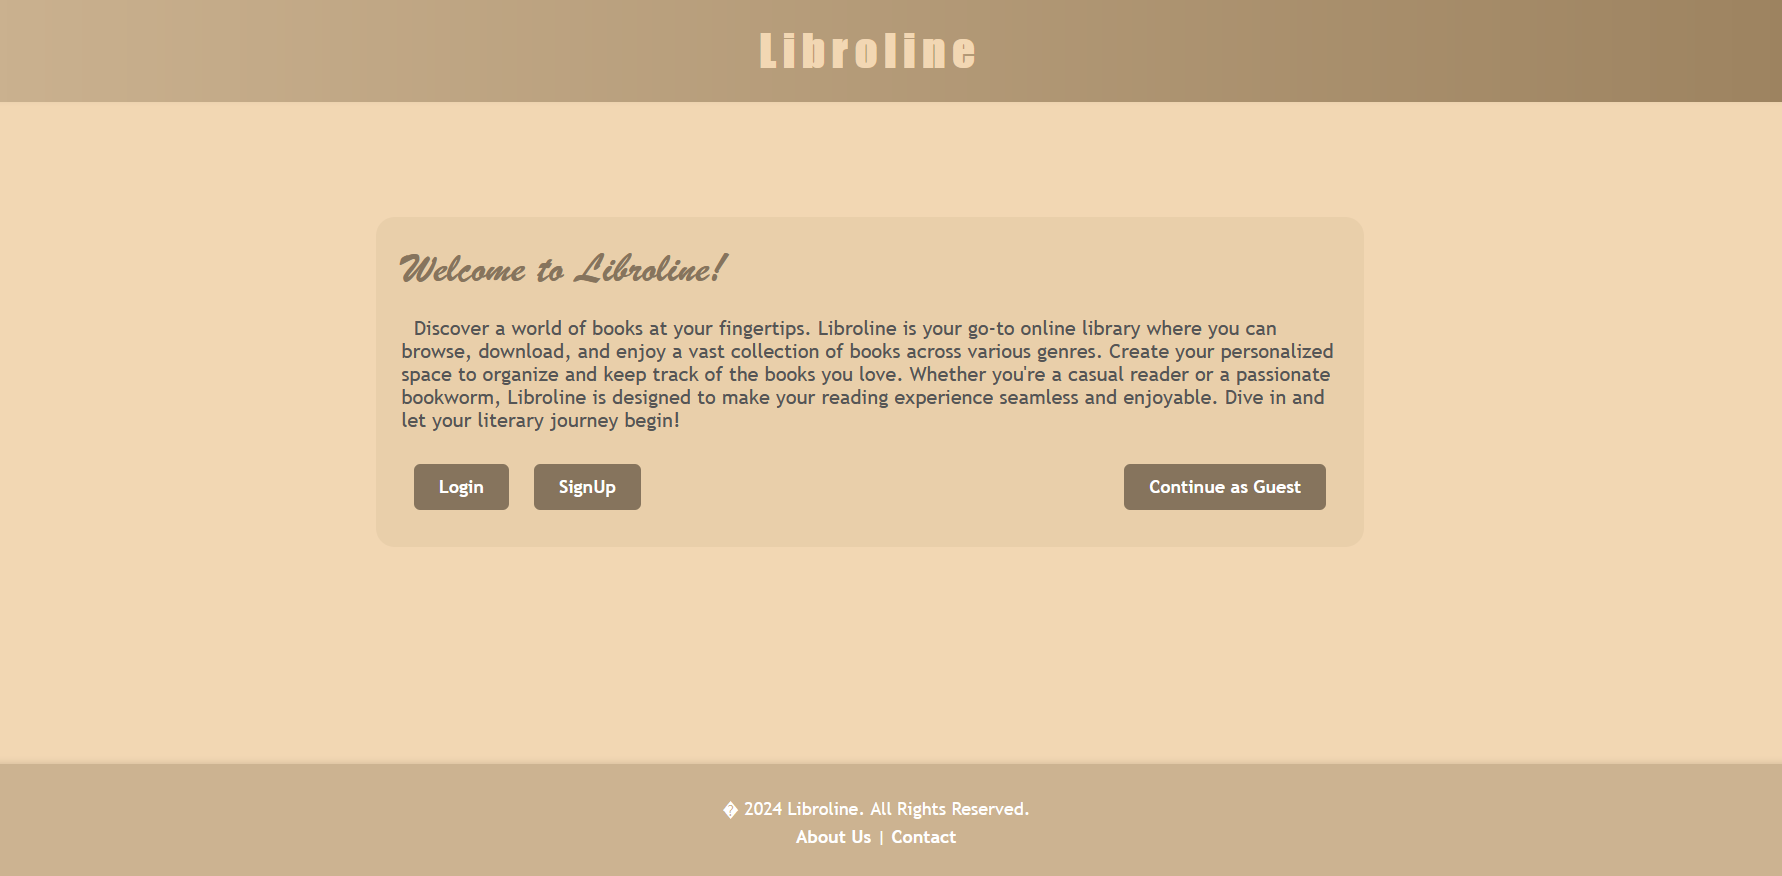 Libroline
Welcome to Libroline!
Discover a world of books at your fingertips. Libroline is your go-to online library where you can
browse, download, and enjoy a vast collection of books across various genres. Create your personalized
space to organize and keep track of the books you love. Whether you're a casual reader or a passionate
bookworm, Libroline is designed to make your reading experience seamless and enjoyable. Dive in and
let your literary journey begin!
Login SignUp Continue as Guest
� 2024 Libroline. All Rights Reserved.
About Us | Contact